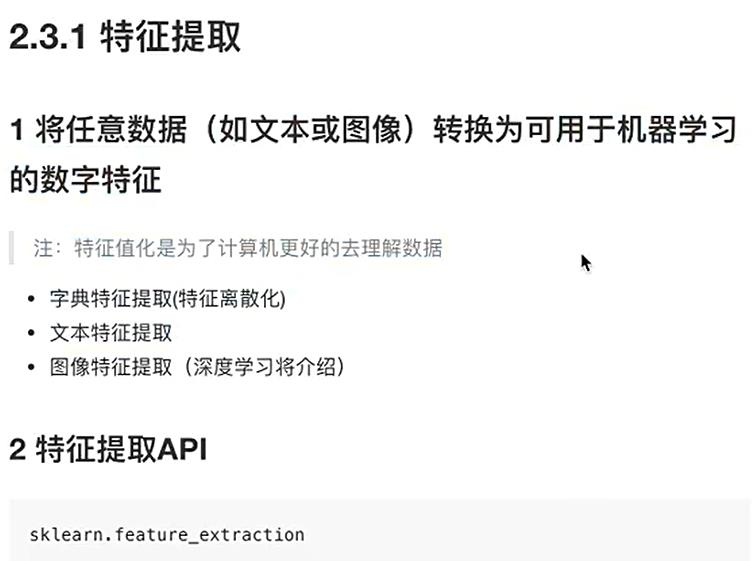 2.3.1 特征提取
1 将任意数据（如文本或图像）转换为可用于机器学习
的数字特征
注：特征值化是为了计算机更好的去理解数据
• 字典特征提取(特征离散化)
• 文本特征提取
• 图像特征提取（深度学习将介绍）
2 特征提取API
sklearn.feature_extraction